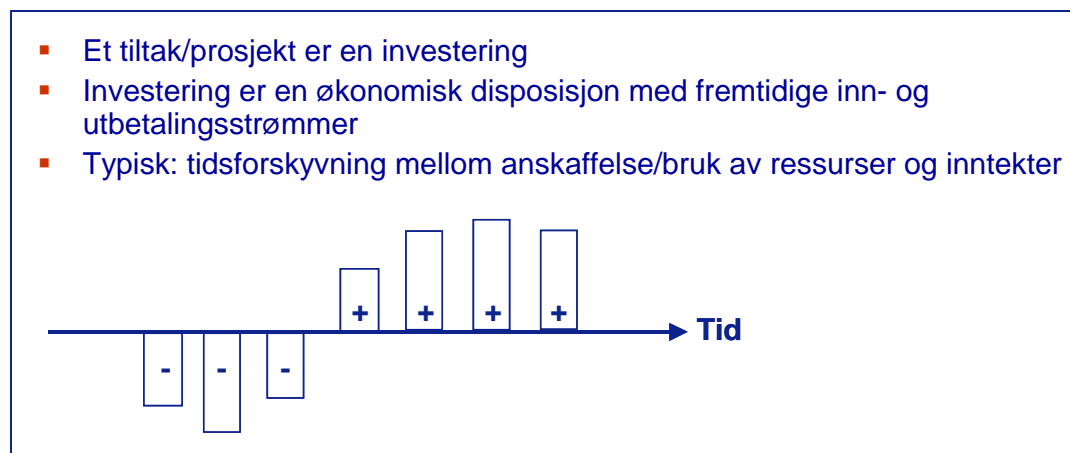 ▪ Et tiltak/prosjekt er en investering
▪ Investering er en økonomisk disposisjon med fremtidige inn- og
utbetalingsstrømmer
▪ Typisk: tidsforskyvning mellom anskaffelse/bruk av ressurser og inntekter
+ + + +
Tid
- - -